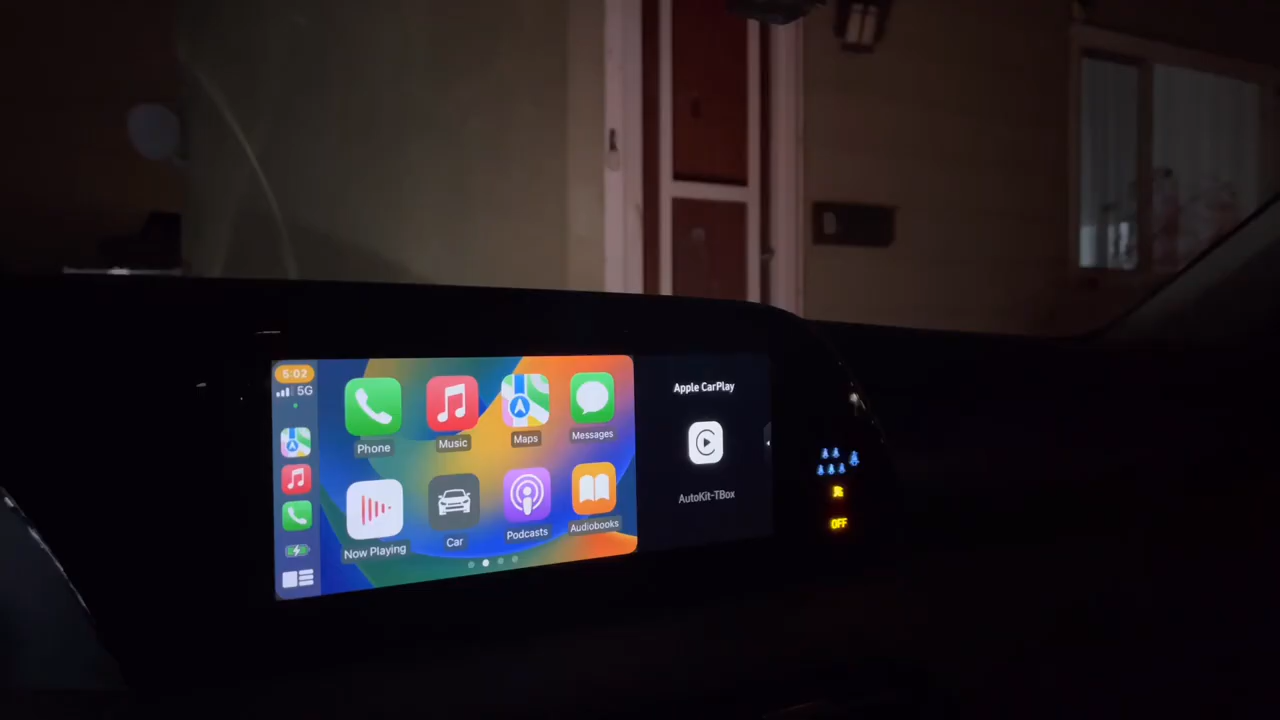 5:02
5G
Phone
Music
Maps
Messages
Now Playing
Car
Podcasts
Audiobooks
Apple CarPlay
AutoKit-TBox
OFF